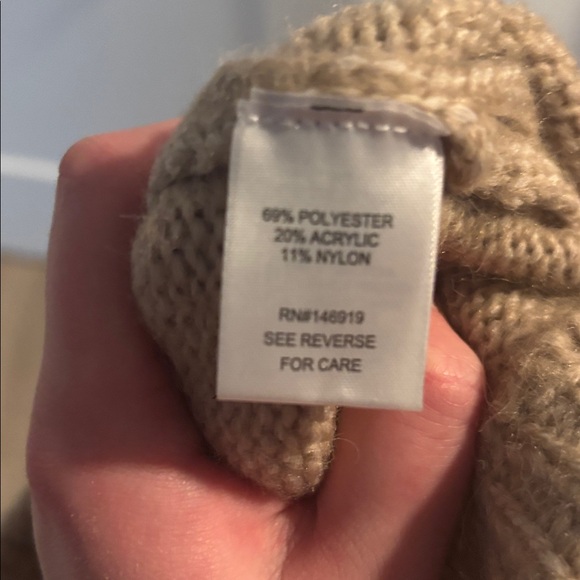 69% POLYESTER
20% ACRYLIC
11% NYLON
RN#146919
SEE REVERSE
FOR CARE